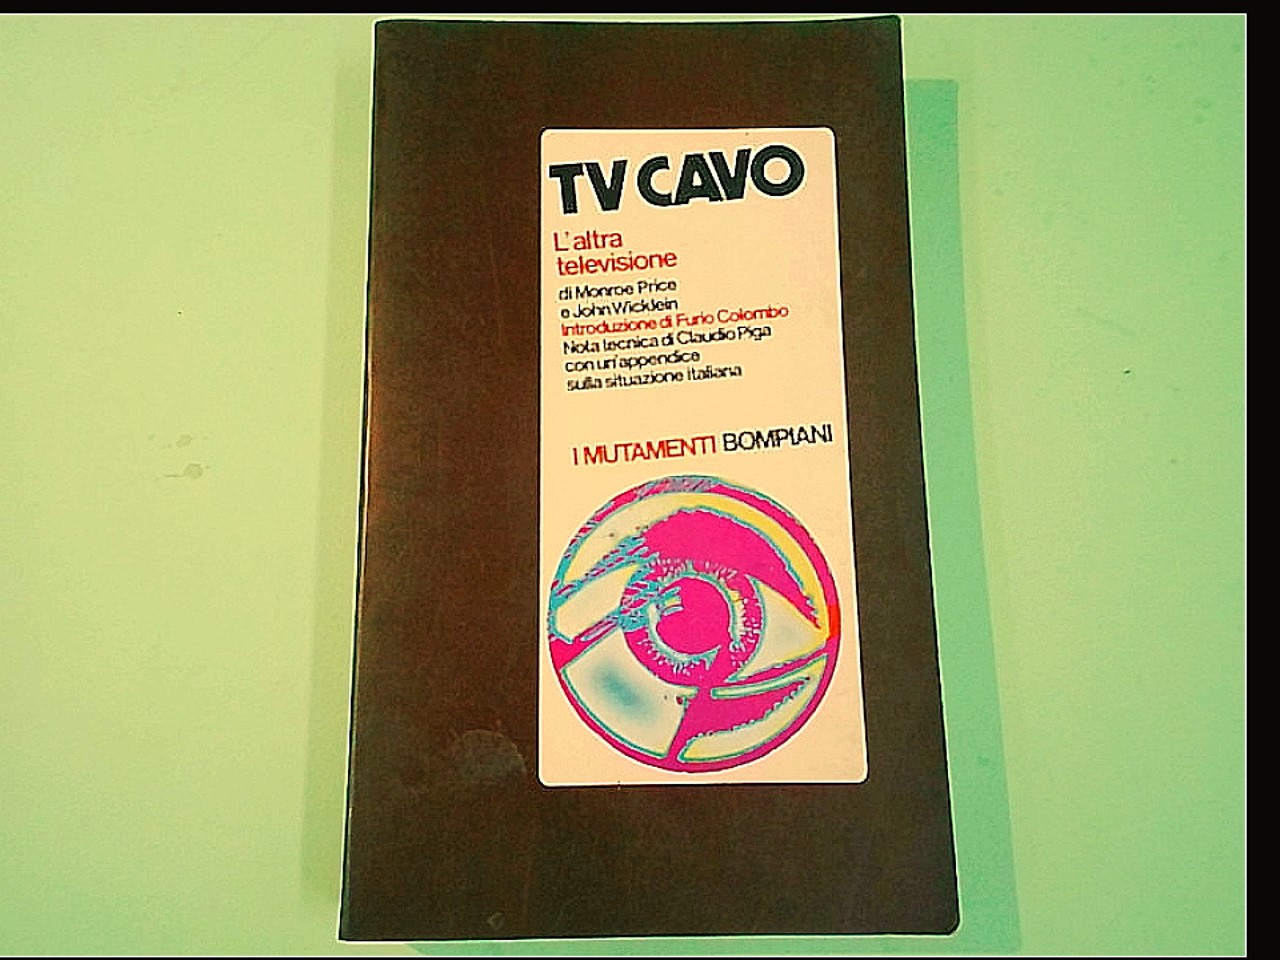 TV CAVO
L'altra
televisione
di Monroe Price
e John Wicklein
Introduzione di Furio Colombo
Nota tecnica di Claudio Piga
con un'appendice
sulla situazione italiana
I MUTAMENTI BOMPIANI